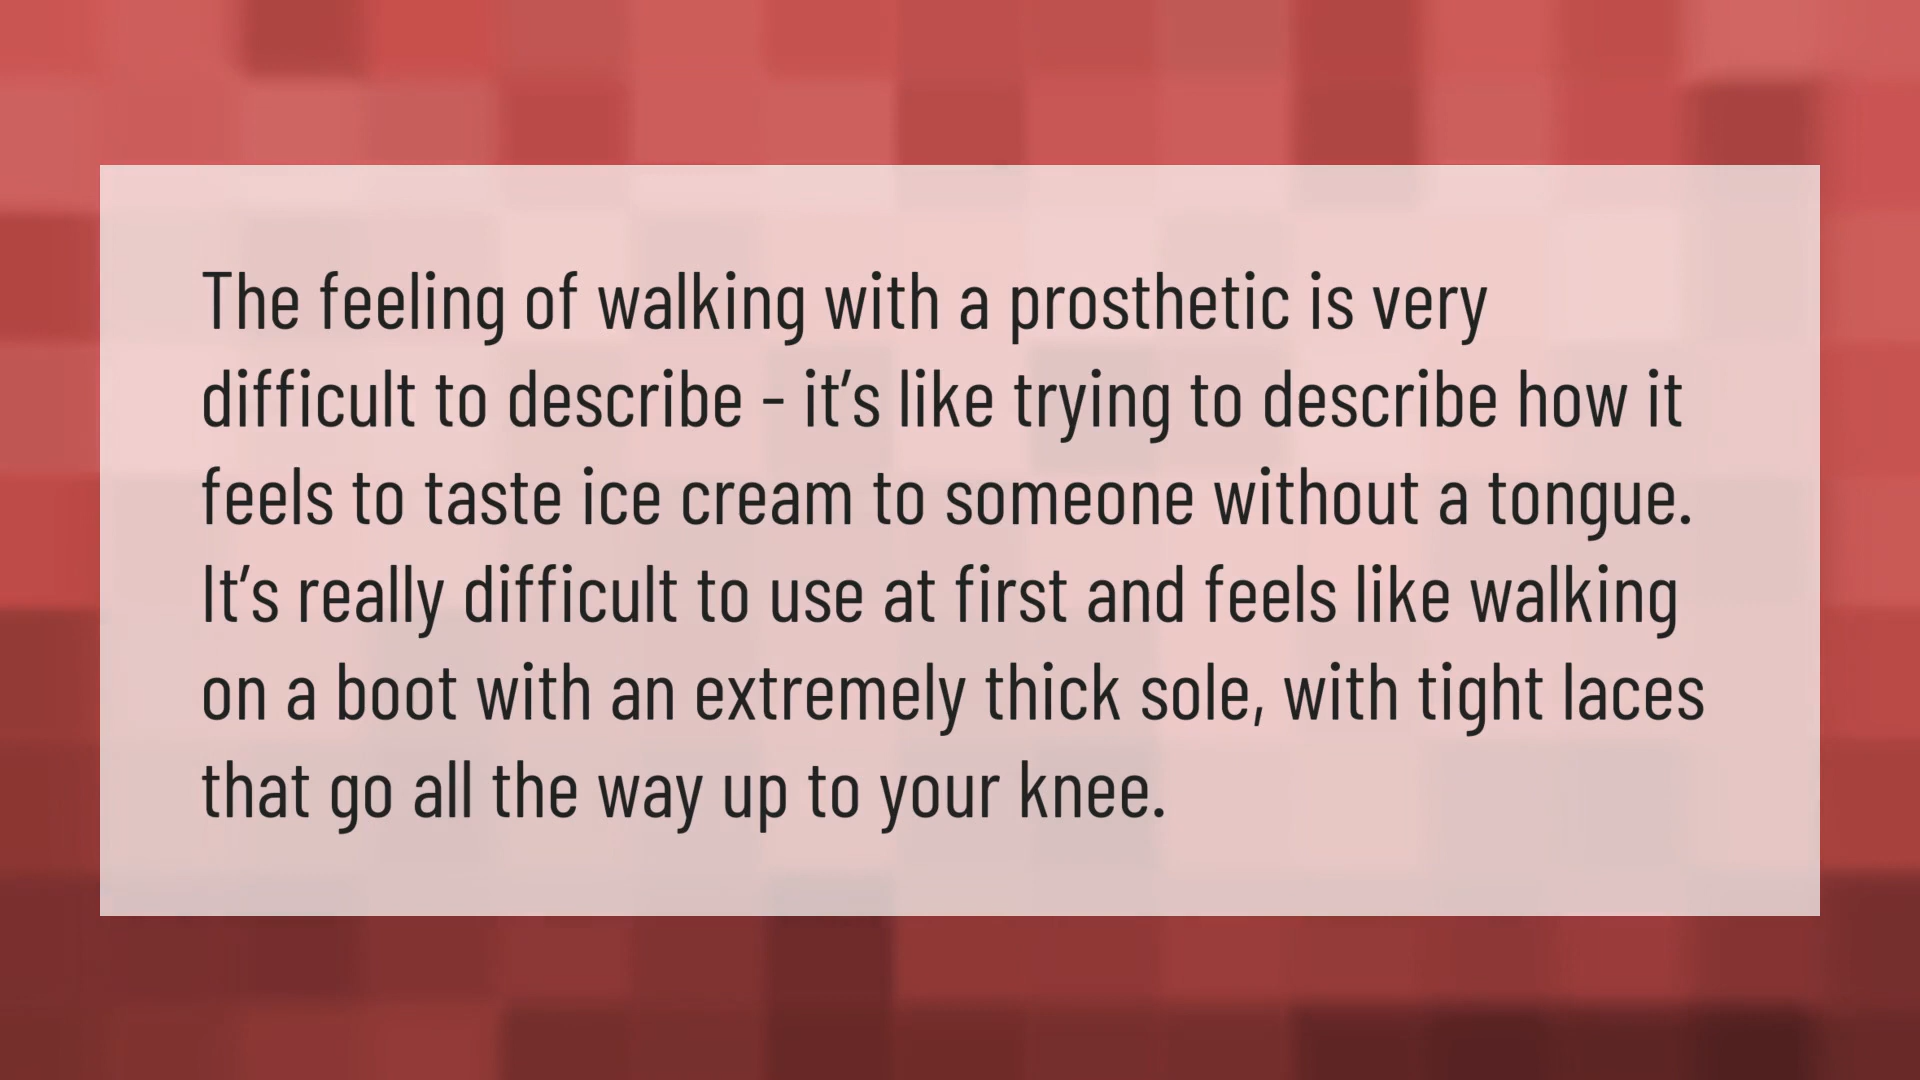 The feeling of walking with a prosthetic is very
difficult to describe - it’s like trying to describe how it
feels to taste ice cream to someone without a tongue.
It’s really difficult to use at first and feels like walking
on a boot with an extremely thick sole, with tight laces
that go all the way up to your knee.